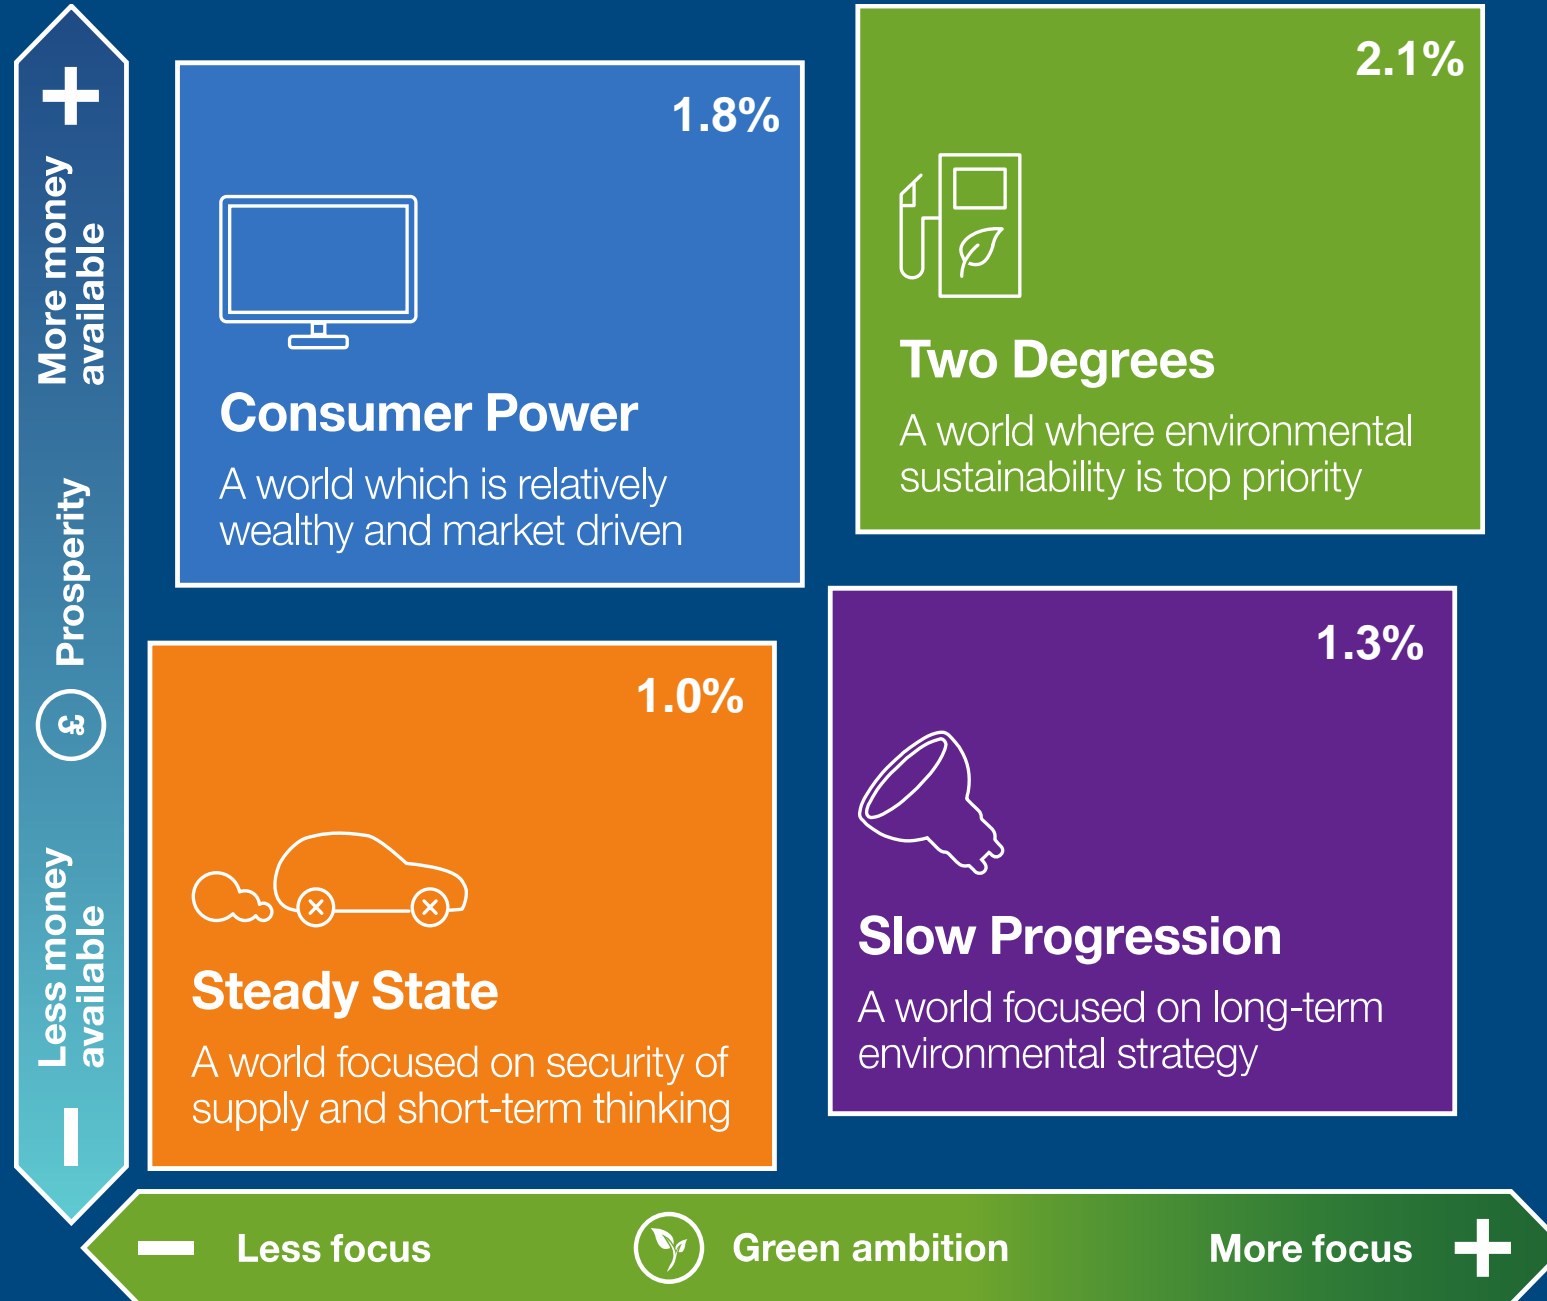 2.1%
1.8%
Two Degrees
A world where environmental
sustainability is top priority
Consumer Power
A world which is relatively
wealthy and market driven
1.3%
1.0%
Slow Progression
A world focused on long-term
environmental strategy
Steady State
A world focused on security of
supply and short-term thinking
+
More money
available
Prosperity
£
Less money
available
−
−
Less focus
Green ambition
More focus
+